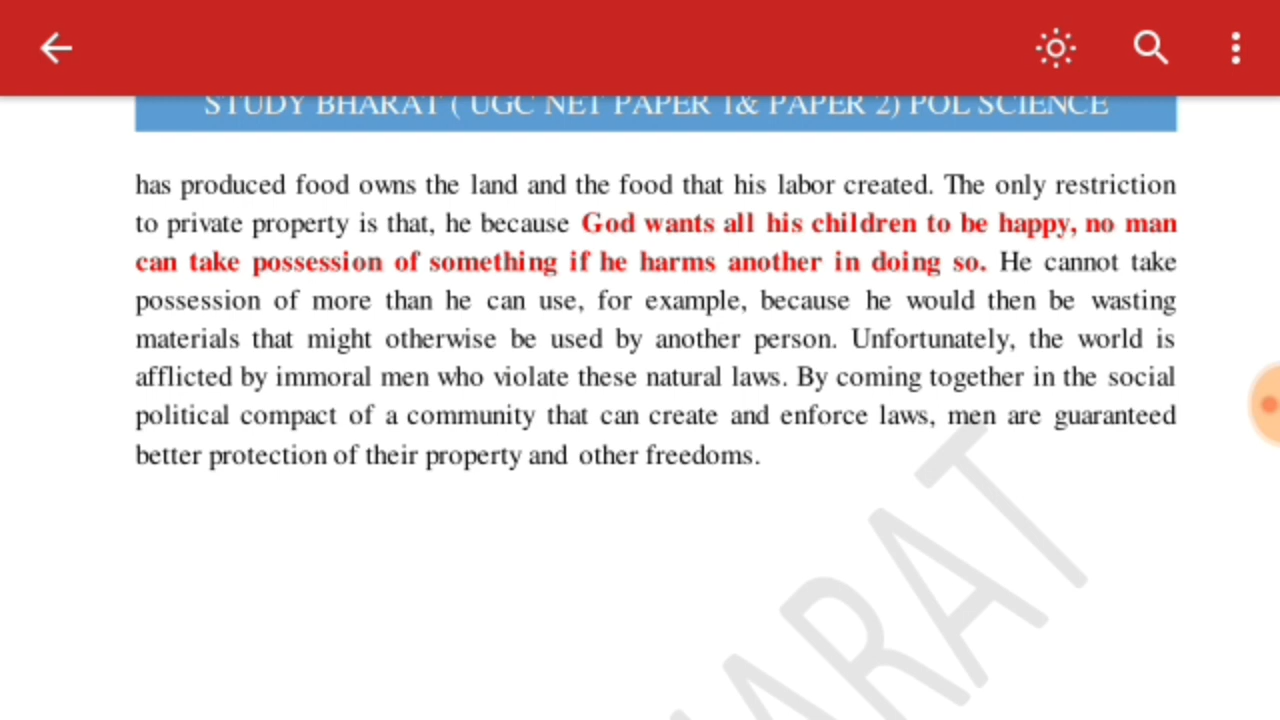 STUDY BHARAT ( UGC NET PAPER 1& PAPER 2) POL SCIENCE
has produced food owns the land and the food that his labor created. The only restriction
to private property is that, he because God wants all his children to be happy, no man
can take possession of something if he harms another in doing so. He cannot take
possession of more than he can use, for example, because he would then be wasting
materials that might otherwise be used by another person. Unfortunately, the world is
afflicted by immoral men who violate these natural laws. By coming together in the social
political compact of a community that can create and enforce laws, men are guaranteed
better protection of their property and other freedoms.
ARAT